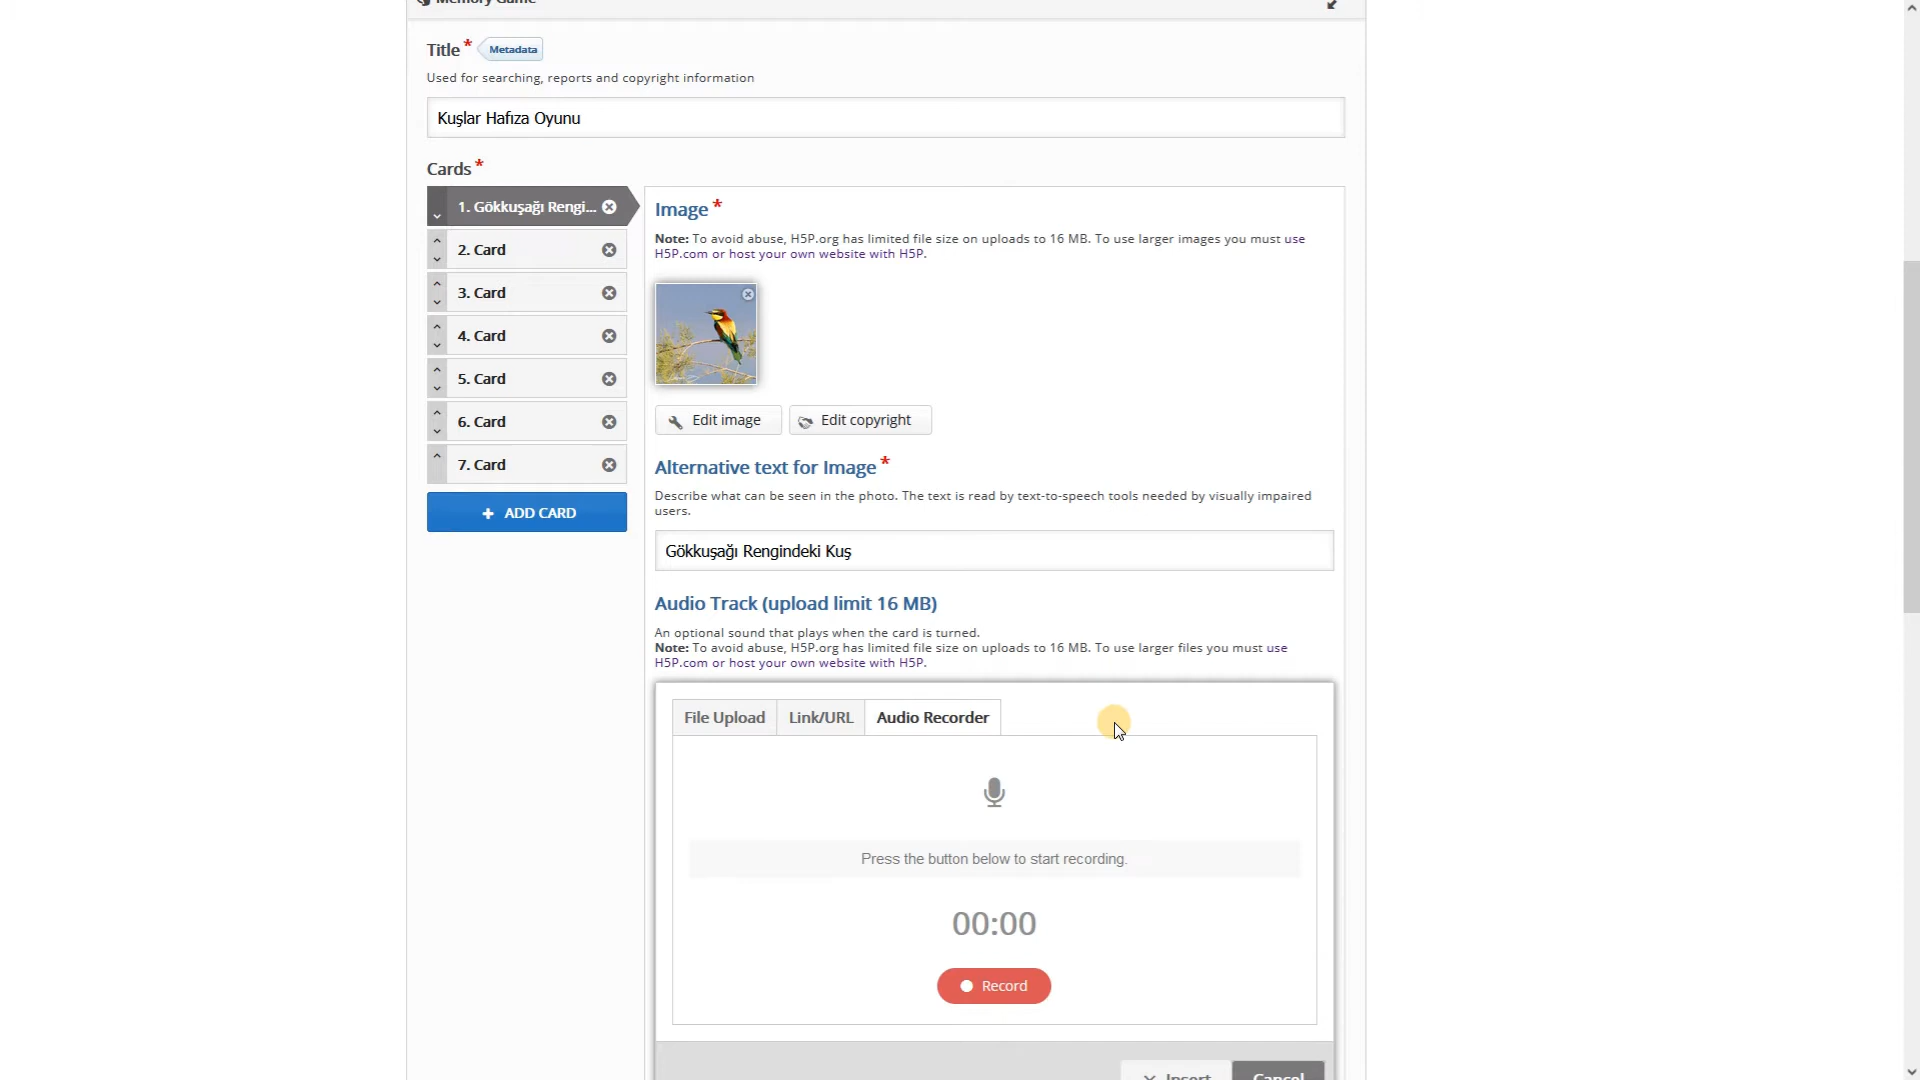 Memory Game
Title *
Metadata
Used for searching, reports and copyright information
Kuşlar Hafıza Oyunu
Cards *
1. Gökkuşağı Rengi...
2. Card
3. Card
4. Card
5. Card
6. Card
7. Card
+ ADD CARD
Image *
Note: To avoid abuse, H5P.org has limited file size on uploads to 16 MB. To use larger images you must use
H5P.com or host your own website with H5P.
Edit image
Edit copyright
Alternative text for Image *
Describe what can be seen in the photo. The text is read by text-to-speech tools needed by visually impaired
users.
Gökkuşağı Rengindeki Kuş
Audio Track (upload limit 16 MB)
An optional sound that plays when the card is turned.
Note: To avoid abuse, H5P.org has limited file size on uploads to 16 MB. To use larger files you must use
H5P.com or host your own website with H5P.
File Upload
Link/URL
Audio Recorder
Press the button below to start recording.
00:00
Record
Insert
Cancel